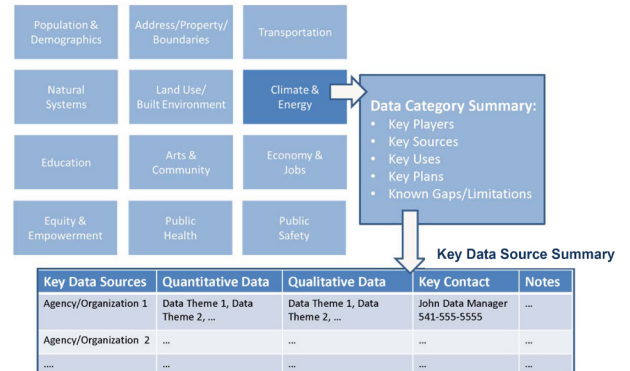 Population &
Demographics
Address/Property/
Boundaries
Transportation
Natural
Systems
Land Use/
Built Environment
Climate &
Energy
Data Category Summary:
• Key Players
• Key Sources
• Key Uses
• Key Plans
• Known Gaps/Limitations
Education
Arts &
Community
Economy &
Jobs
Equity &
Empowerment
Public
Health
Public
Safety
Key Data Source Summary
Key Data Sources Quantitative Data Qualitative Data Key Contact Notes
Agency/Organization 1 Data Theme 1, Data Data Theme 1, Data John Data Manager ...
Theme 2, ... Theme 2, ... 541-555-5555
Agency/Organization 2 ... ... ... ...
.... ... ... ... ...